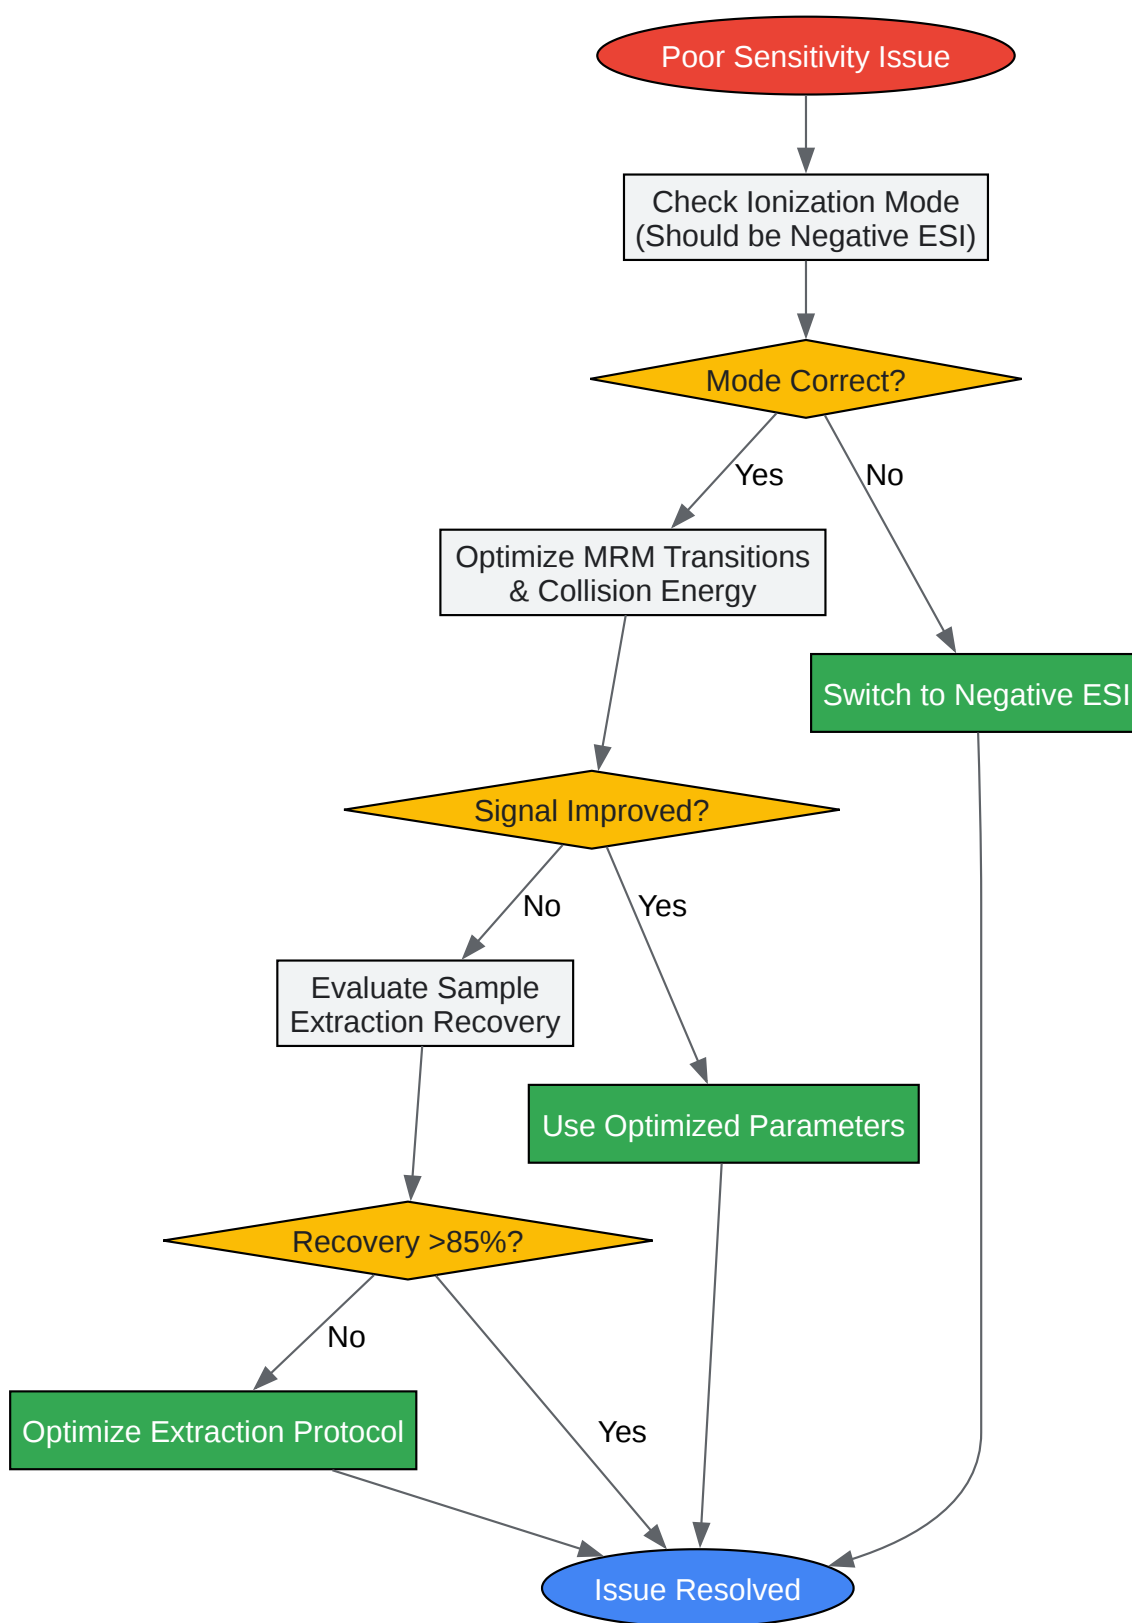 Poor Sensitivity Issue
Check Ionization Mode
(Should be Negative ESI)
Mode Correct?
Yes
No
Optimize MRM Transitions
& Collision Energy
Switch to Negative ESI
Signal Improved?
No
Yes
Evaluate Sample
Extraction Recovery
Use Optimized Parameters
Recovery >85%?
No
Optimize Extraction Protocol
Yes
Issue Resolved